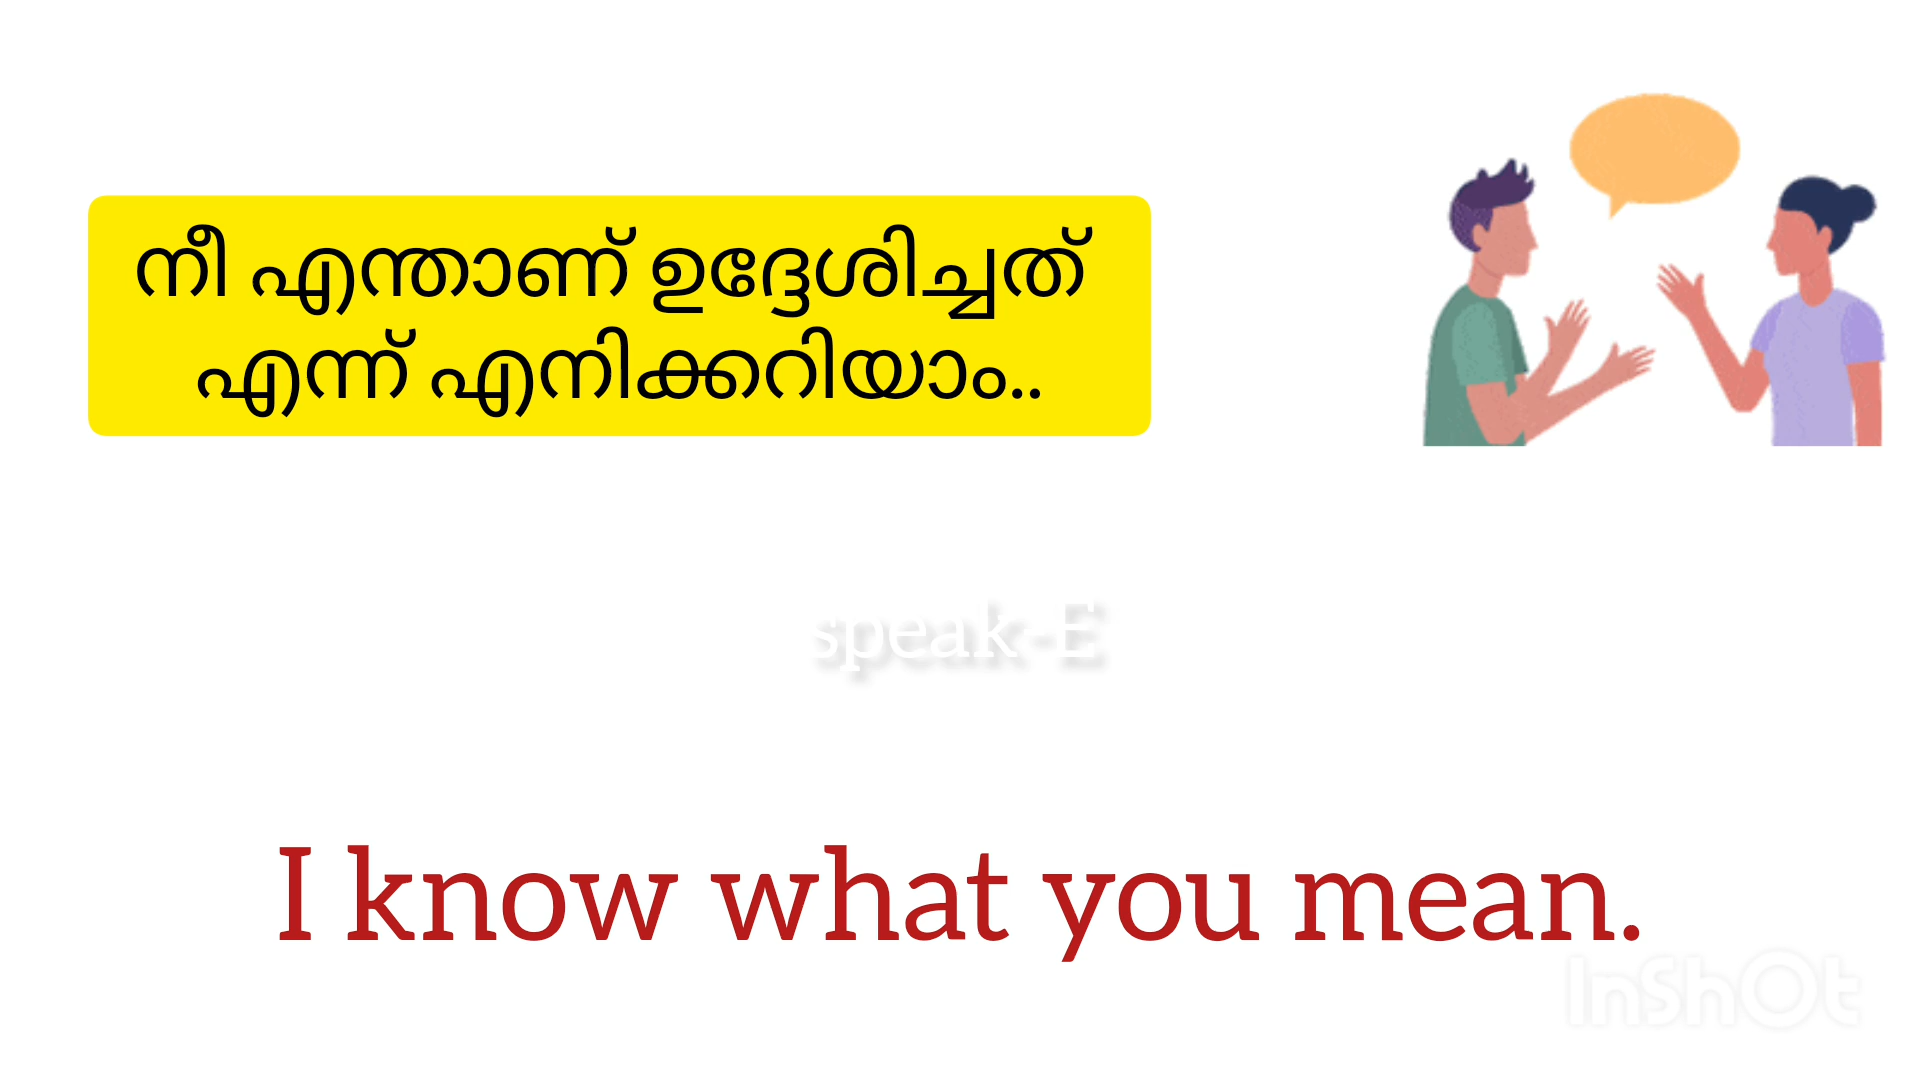 നീ എന്താണ് ഉദ്ദേശിച്ചത്
എന്ന് എനിക്കറിയാം..
speak-E
I know what you mean.
InShOt